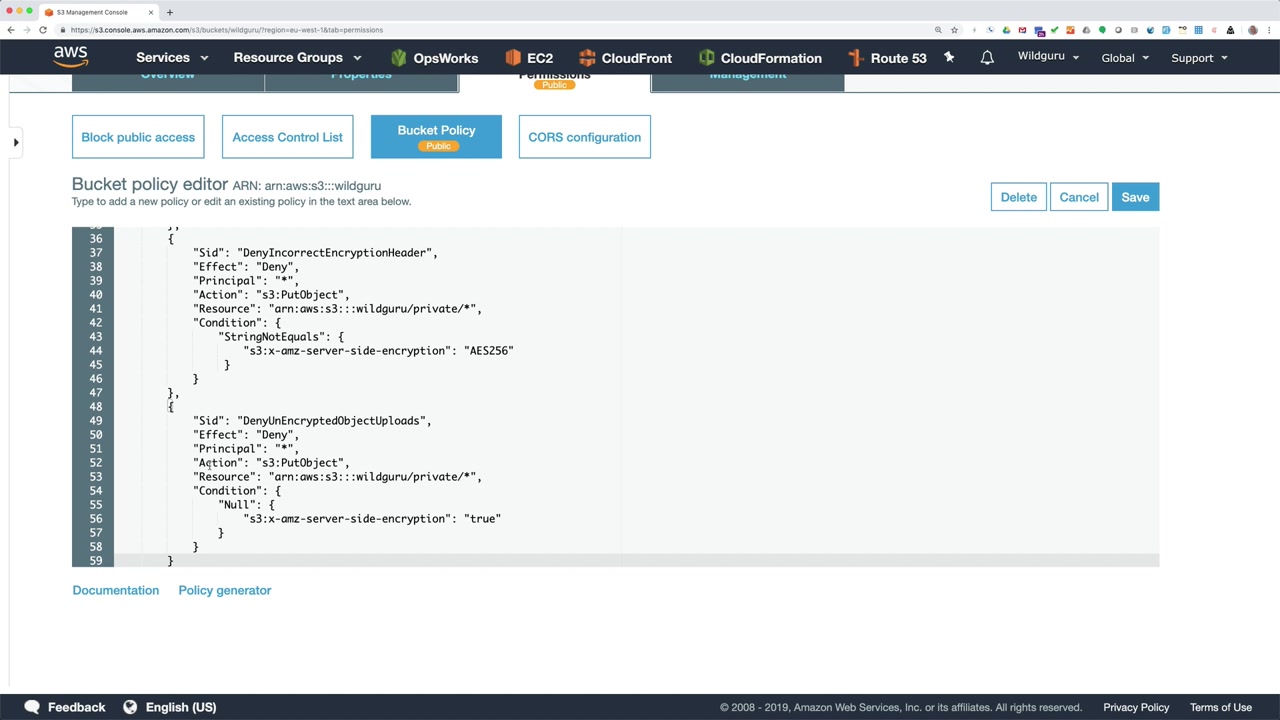 S3 Management Console
https://s3.console.aws.amazon.com/s3/buckets/wildguru/?region=eu-west-1&tab=permissions
aws
Services
Resource Groups
OpsWorks
EC2
CloudFront
CloudFormation
Route 53
Wildguru
Global
Support
Overview
Properties
Permissions
Public
Management
Block public access
Access Control List
Bucket Policy
Public
CORS configuration
Bucket policy editor ARN: arn:aws:s3:::wildguru
Type to add a new policy or edit an existing policy in the text area below.
Delete
Cancel
Save
35 },
36 {
37 "Sid": "DenyIncorrectEncryptionHeader",
38 "Effect": "Deny",
39 "Principal": "*",
40 "Action": "s3:PutObject",
41 "Resource": "arn:aws:s3:::wildguru/private/*",
42 "Condition": {
43 "StringNotEquals": {
44 "s3:x-amz-server-side-encryption": "AES256"
45 }
46 }
47 },
48 {
49 "Sid": "DenyUnEncryptedObjectUploads",
50 "Effect": "Deny",
51 "Principal": "*",
52 "Action": "s3:PutObject",
53 "Resource": "arn:aws:s3:::wildguru/private/*",
54 "Condition": {
55 "Null": {
56 "s3:x-amz-server-side-encryption": "true"
57 }
58 }
59 }
Documentation
Policy generator
Feedback
English (US)
© 2008 - 2019, Amazon Web Services, Inc. or its affiliates. All rights reserved.
Privacy Policy
Terms of Use